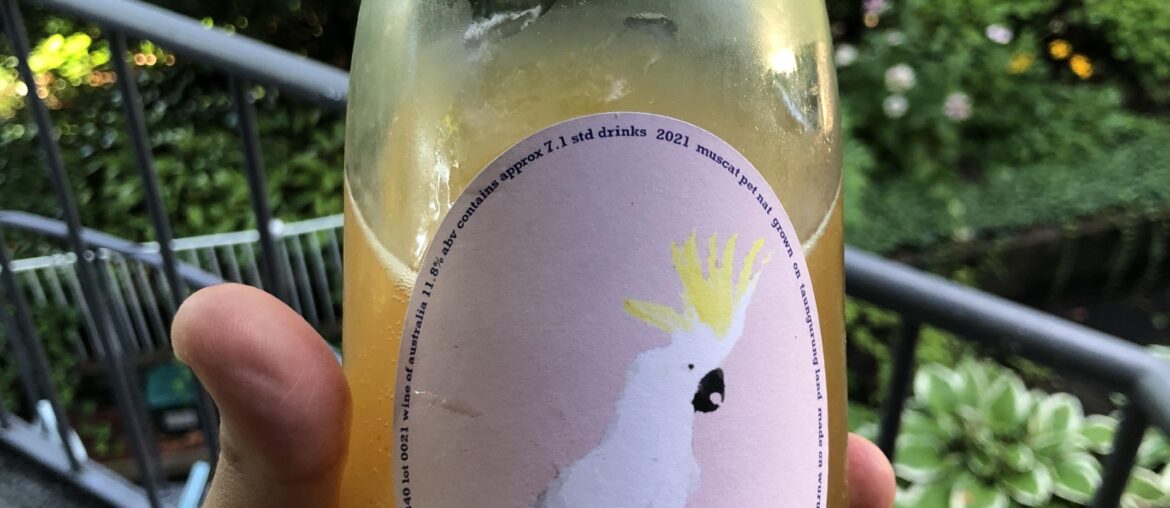 lot 0021 wine of australia 11.8% abv contains approx 7.1 std drinks 2021 muscat pet nat grown on taungurung land made on